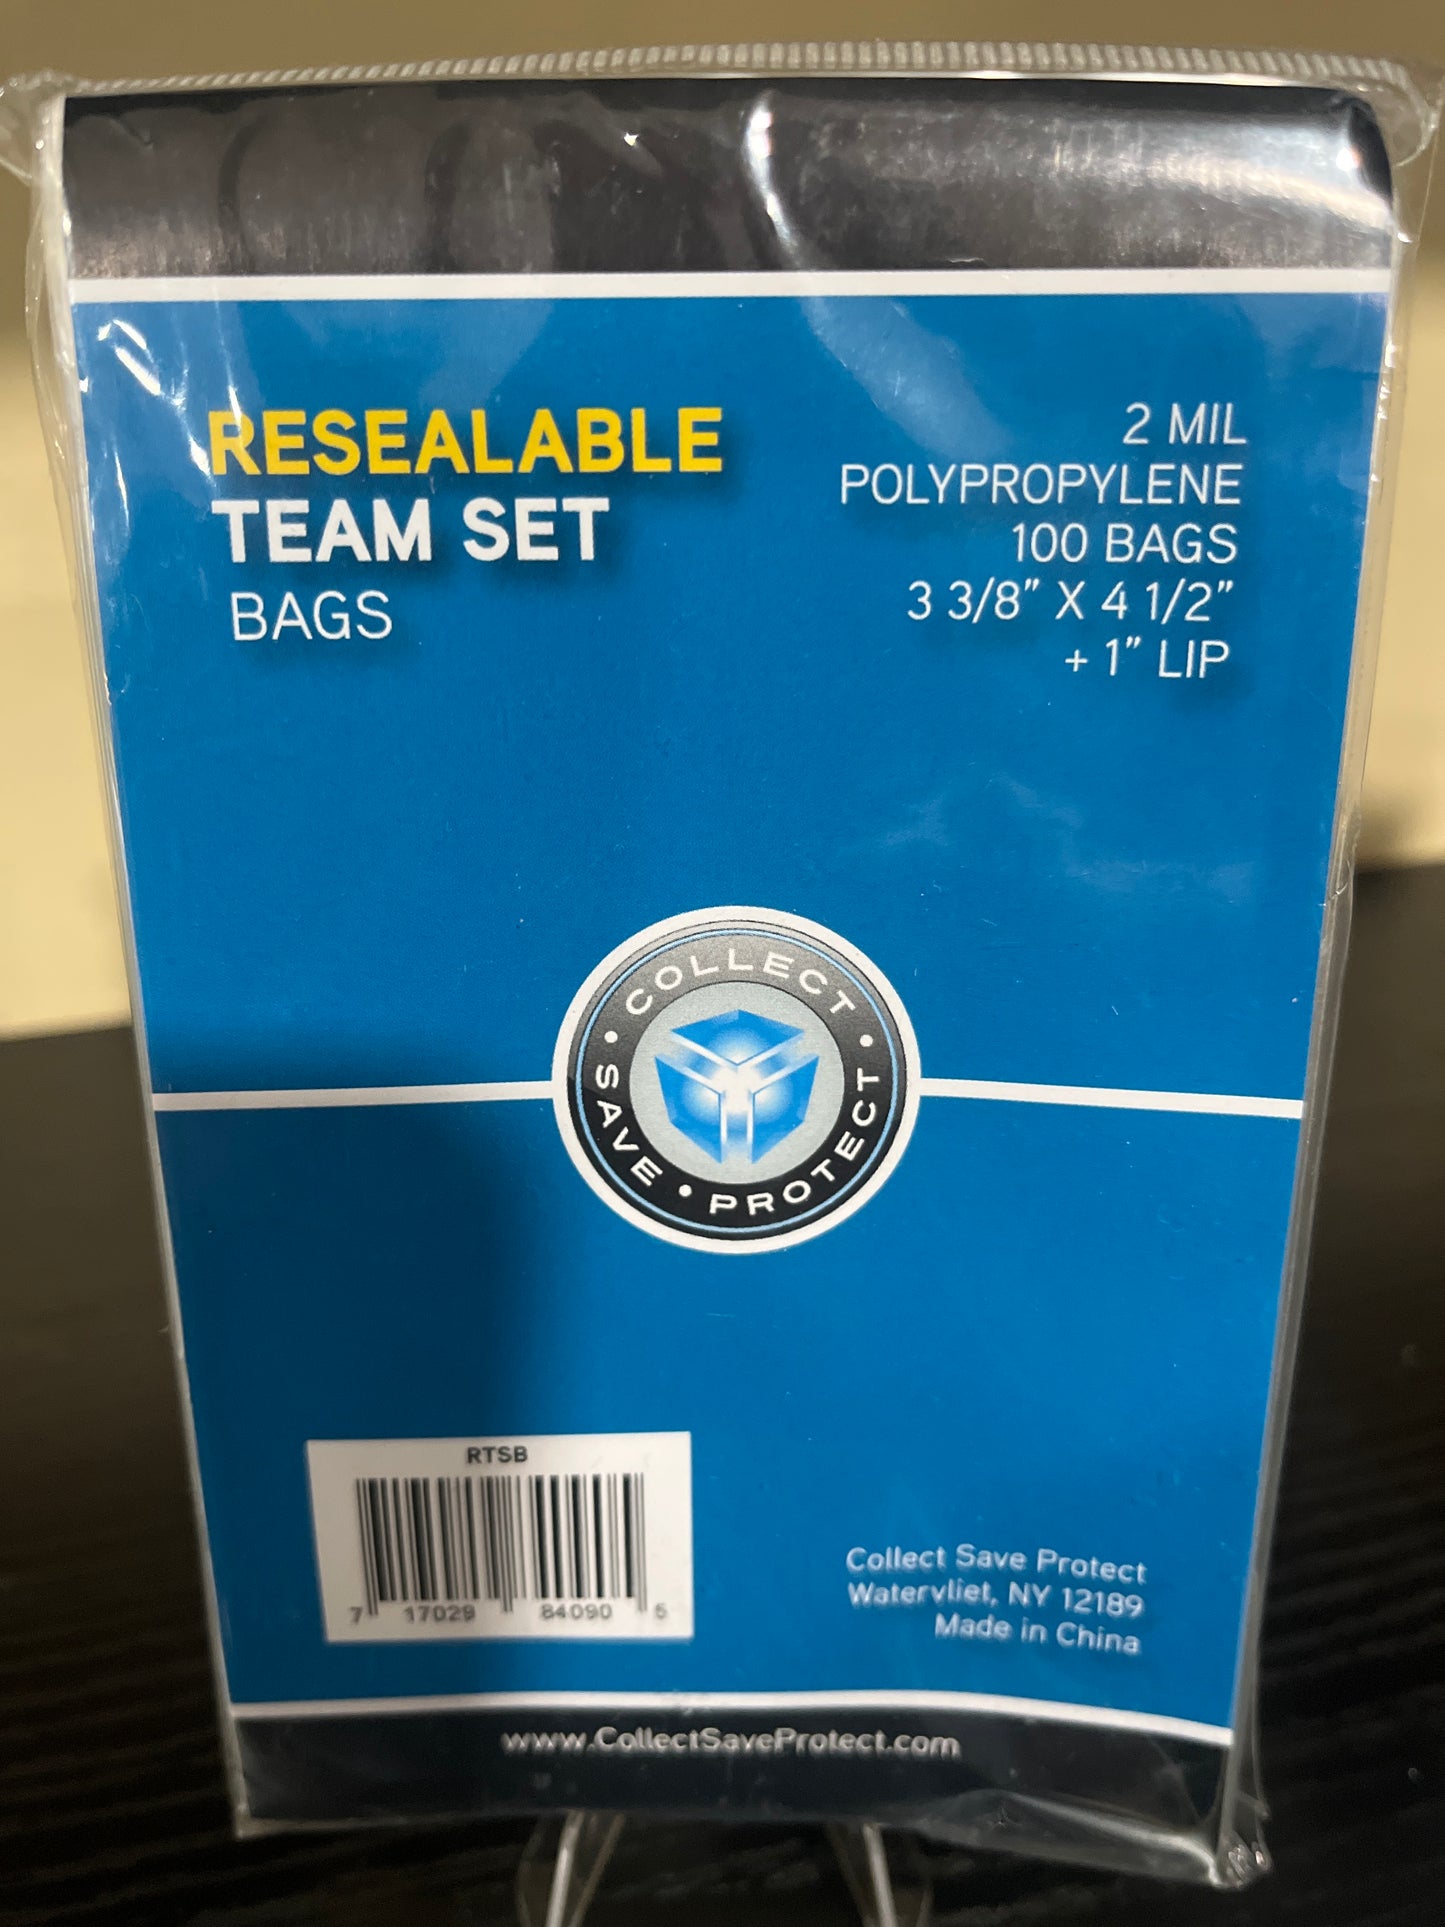 RESEALABLE
TEAM SET
BAGS
2 MIL
POLYPROPYLENE
100 BAGS
3 3/8" X 4 1/2"
+ 1" LIP
COLLECT • SAVE • PROTECT •
RTSB
7 17029 84090 5
Collect Save Protect
Watervliet, NY 12189
Made in China
www.CollectSaveProtect.com